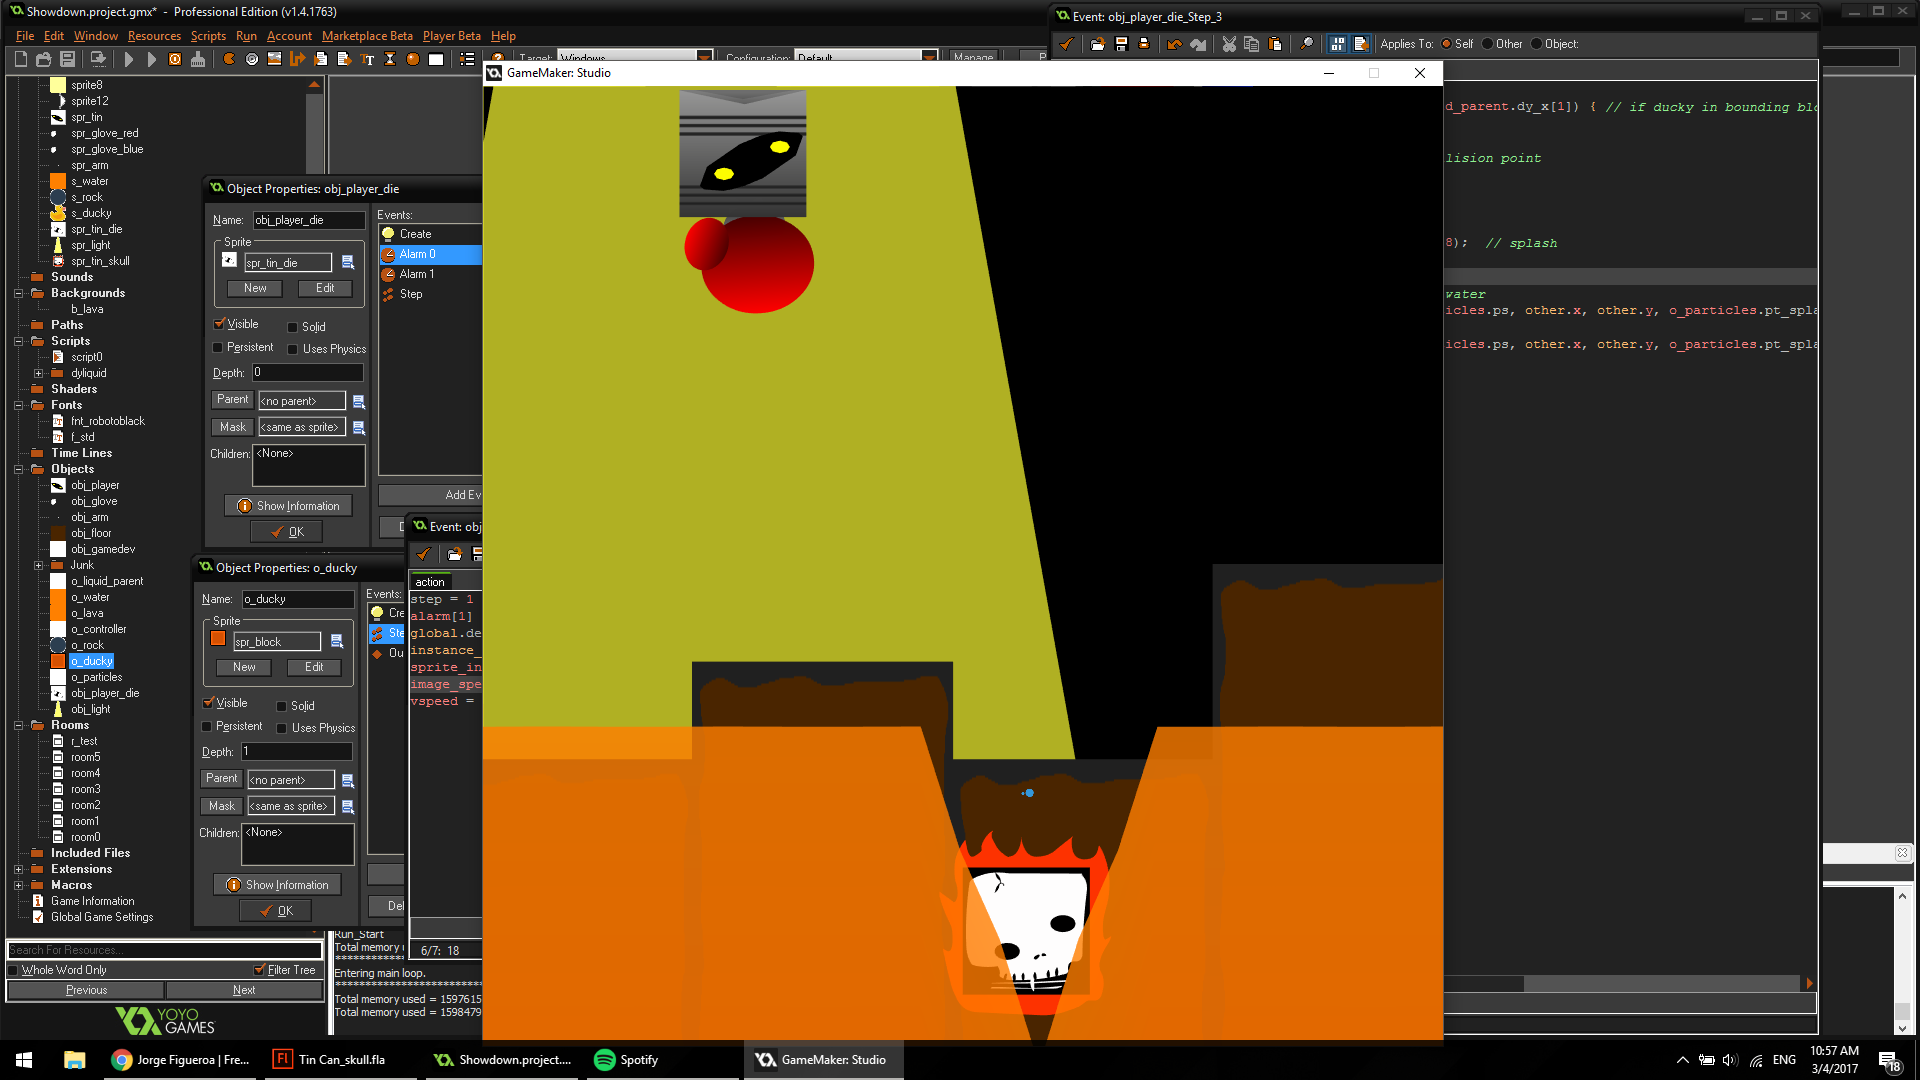 Showdown.project.gmx* - Professional Edition (v1.4.1763)
File Edit Window Resources Scripts Run Account Marketplace Beta Player Beta Help
Target: Windows Configuration: Default Manage
sprite8
sprite12
spr_tin
spr_glove_red
spr_glove_blue
spr_arm
s_water
s_rock
s_ducky
spr_tin_die
spr_light
spr_tin_skull
Sounds
Backgrounds
b_lava
Paths
Scripts
script0
dyliquid
Shaders
Fonts
fnt_robotoblack
f_std
Time Lines
Objects
obj_player
obj_glove
obj_arm
obj_floor
obj_gamedev
Junk
o_liquid_parent
o_water
o_lava
o_controller
o_rock
o_ducky
o_particles
obj_player_die
obj_light
Rooms
r_test
room5
room4
room3
room2
room1
room0
Included Files
Extensions
Macros
Game Information
Global Game Settings
Search For Resources...
Whole Word Only Filter Tree
Previous Next
YOYO
GAMES
Object Properties: obj_player_die
Name: obj_player_die
Sprite
spr_tin_die
New Edit
Visible Solid
Persistent Uses Physics
Depth: 0
Parent <no parent>
Mask <same as sprite>
Children: <None>
Show Information
OK
Events:
Create
Alarm 0
Alarm 1
Step
Add Ev
Object Properties: o_ducky
Name: o_ducky
Sprite
spr_block
New Edit
Visible Solid
Persistent Uses Physics
Depth: 1
Parent <no parent>
Mask <same as sprite>
Children: <None>
Show Information
OK
Events:
Cre
Ste
Ou
Del
Event: obj
action
step = 1
alarm[1]
global.de
instance_
sprite_in
image_spe
vspeed =
6/7: 18
Run_Start
Total memory u
Entering main loop.
Total memory used = 1597615
Total memory used = 1598479
GameMaker: Studio
Event: obj_player_die_Step_3
Applies To: Self Other Object:
d_parent.dy_x[1]) { // if ducky in bounding blo
lision point
8); // splash
water
icles.ps, other.x, other.y, o_particles.pt_spla
icles.ps, other.x, other.y, o_particles.pt_spla
Jorge Figueroa | Fre...
Tin Can_skull.fla
Showdown.project....
Spotify
GameMaker: Studio
ENG
10:57 AM
3/4/2017
18